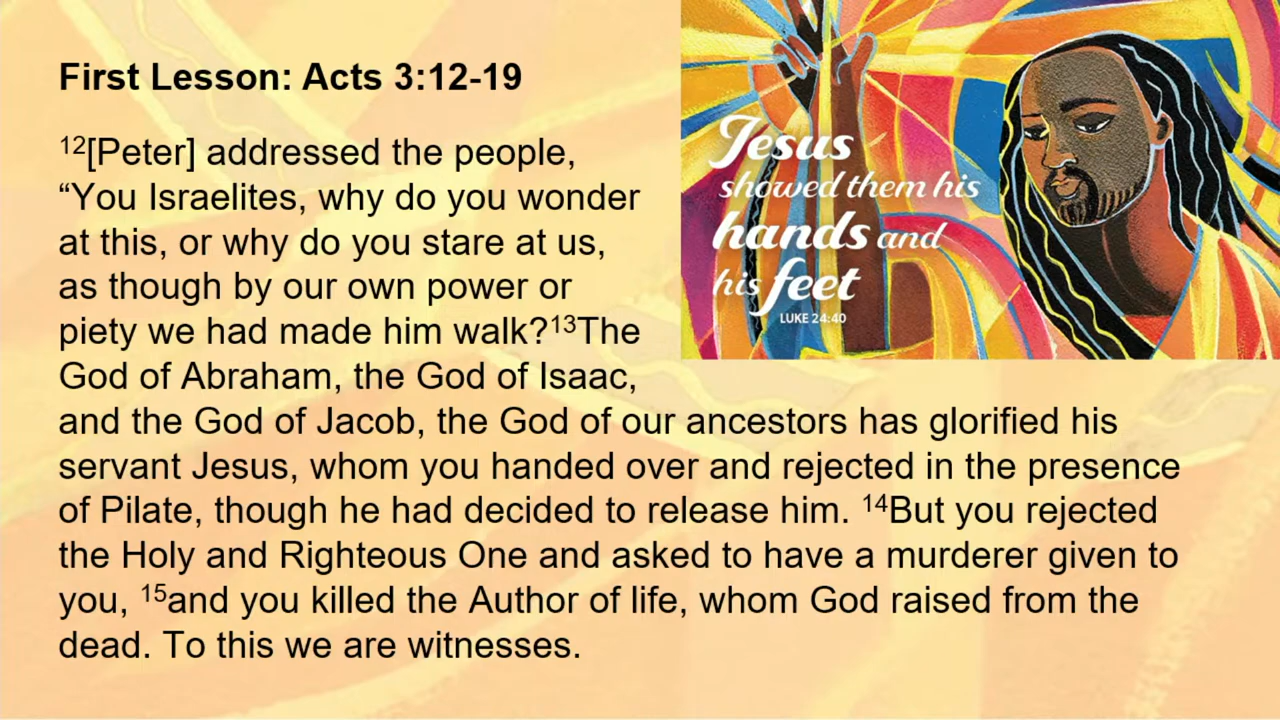 First Lesson: Acts 3:12-19
¹²[Peter] addressed the people,
“You Israelites, why do you wonder
at this, or why do you stare at us,
as though by our own power or
piety we had made him walk?¹³The
God of Abraham, the God of Isaac,
and the God of Jacob, the God of our ancestors has glorified his
servant Jesus, whom you handed over and rejected in the presence
of Pilate, though he had decided to release him. ¹⁴But you rejected
the Holy and Righteous One and asked to have a murderer given to
you, ¹⁵and you killed the Author of life, whom God raised from the
dead. To this we are witnesses.
Jesus
showed them his
hands and
his feet
LUKE 24:40